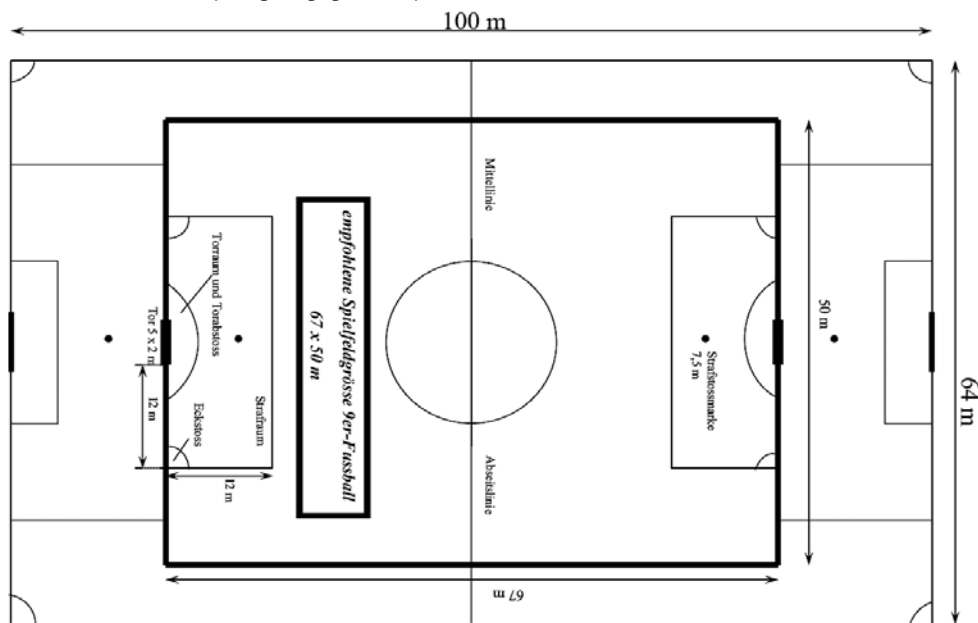 100 m
Mittellinie
empfohlene Spielfeldgrösse 9er-Fussball
67 x 50 m
Torraum und Torabstoss
Tor 5 x 2 m
50 m
Strafstossmarke
7,5 m
64 m
12 m
Eckstoss
Strafraum
Abseitslinie
12 m
67 m